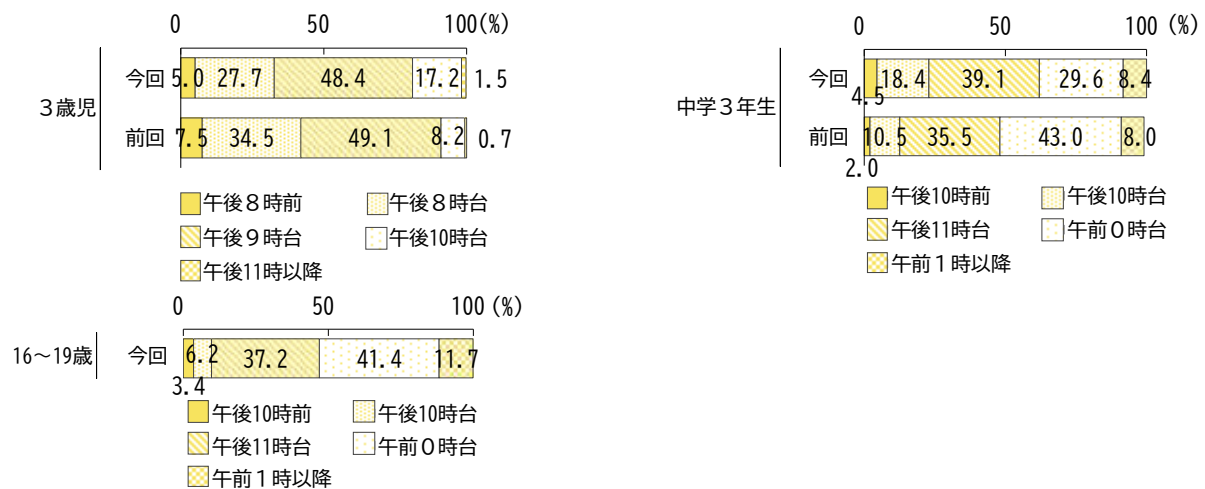 0 50 100(%)
3歳児
今回 5.0 27.7 48.4 17.2 1.5
前回 7.5 34.5 49.1 8.2 0.7
午後8時前 午後8時台
午後9時台 午後10時台
午後11時以降
0 50 100 (%)
中学3年生
今回 4.5 18.4 39.1 29.6 8.4
前回 2.0 10.5 35.5 43.0 8.0
午後10時前 午後10時台
午後11時台 午前0時台
午前1時以降
0 50 100 (%)
16~19歳 今回 3.4 6.2 37.2 41.4 11.7
午後10時前 午後10時台
午後11時台 午前0時台
午前1時以降